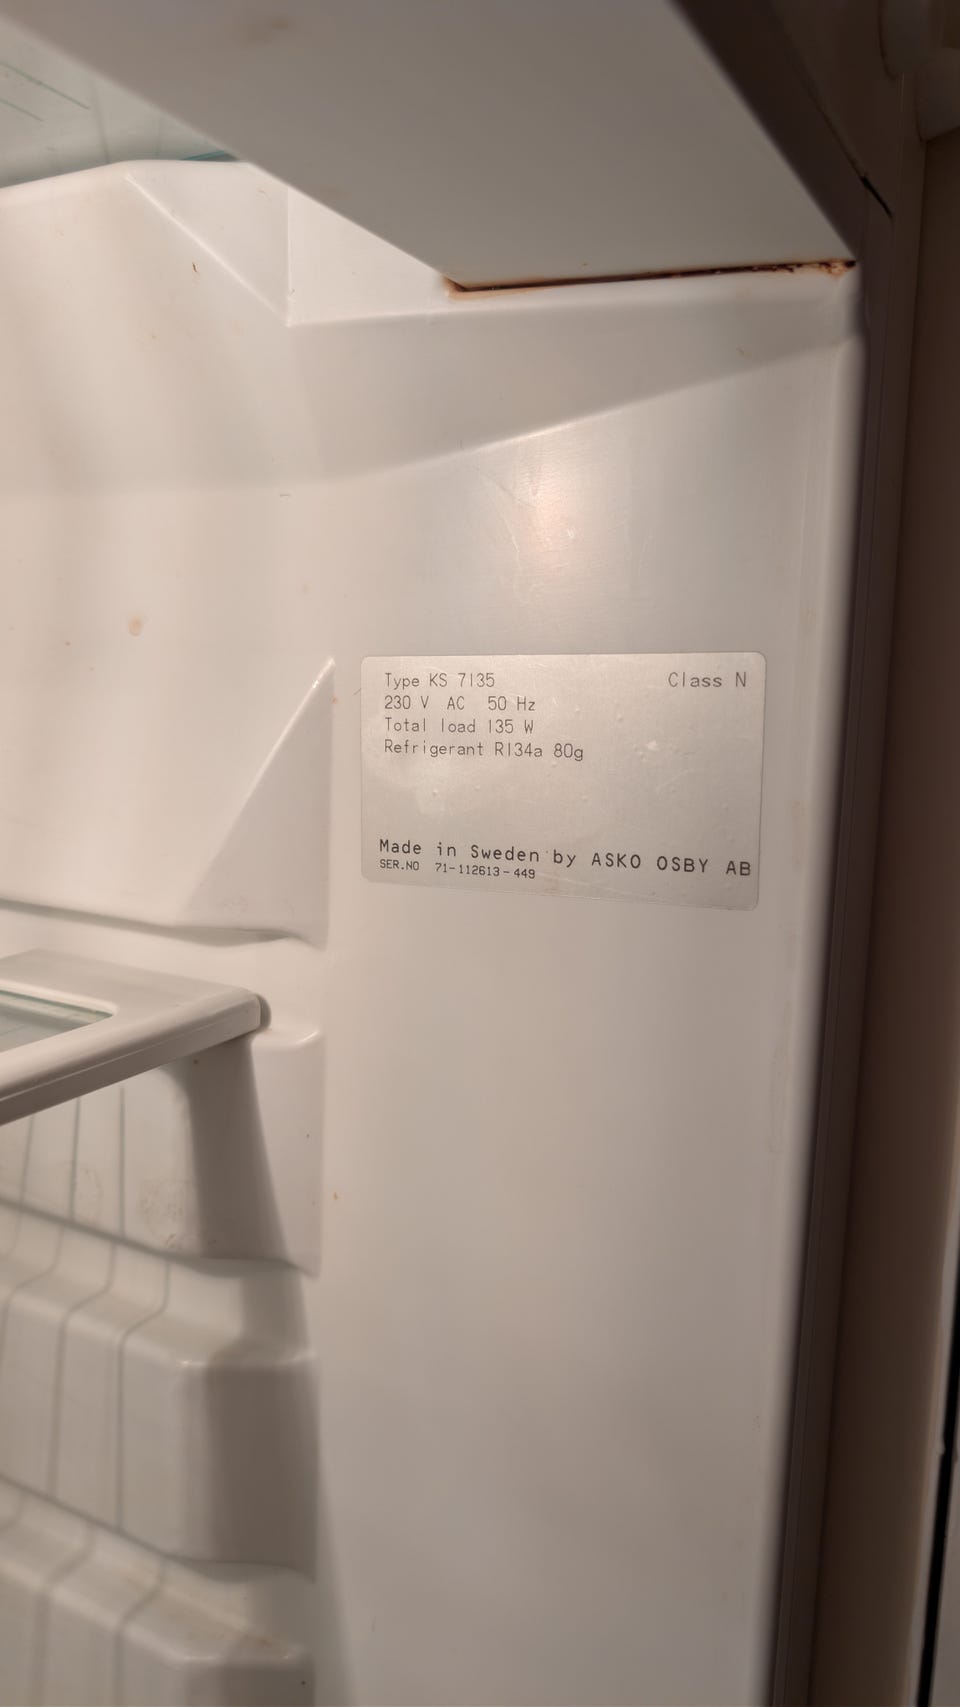 Type KS 7135 Class N
230 V AC 50 Hz
Total load 135 W
Refrigerant R134a 80g
Made in Sweden by ASKO OSBY AB
SER.NO 71-112613-449